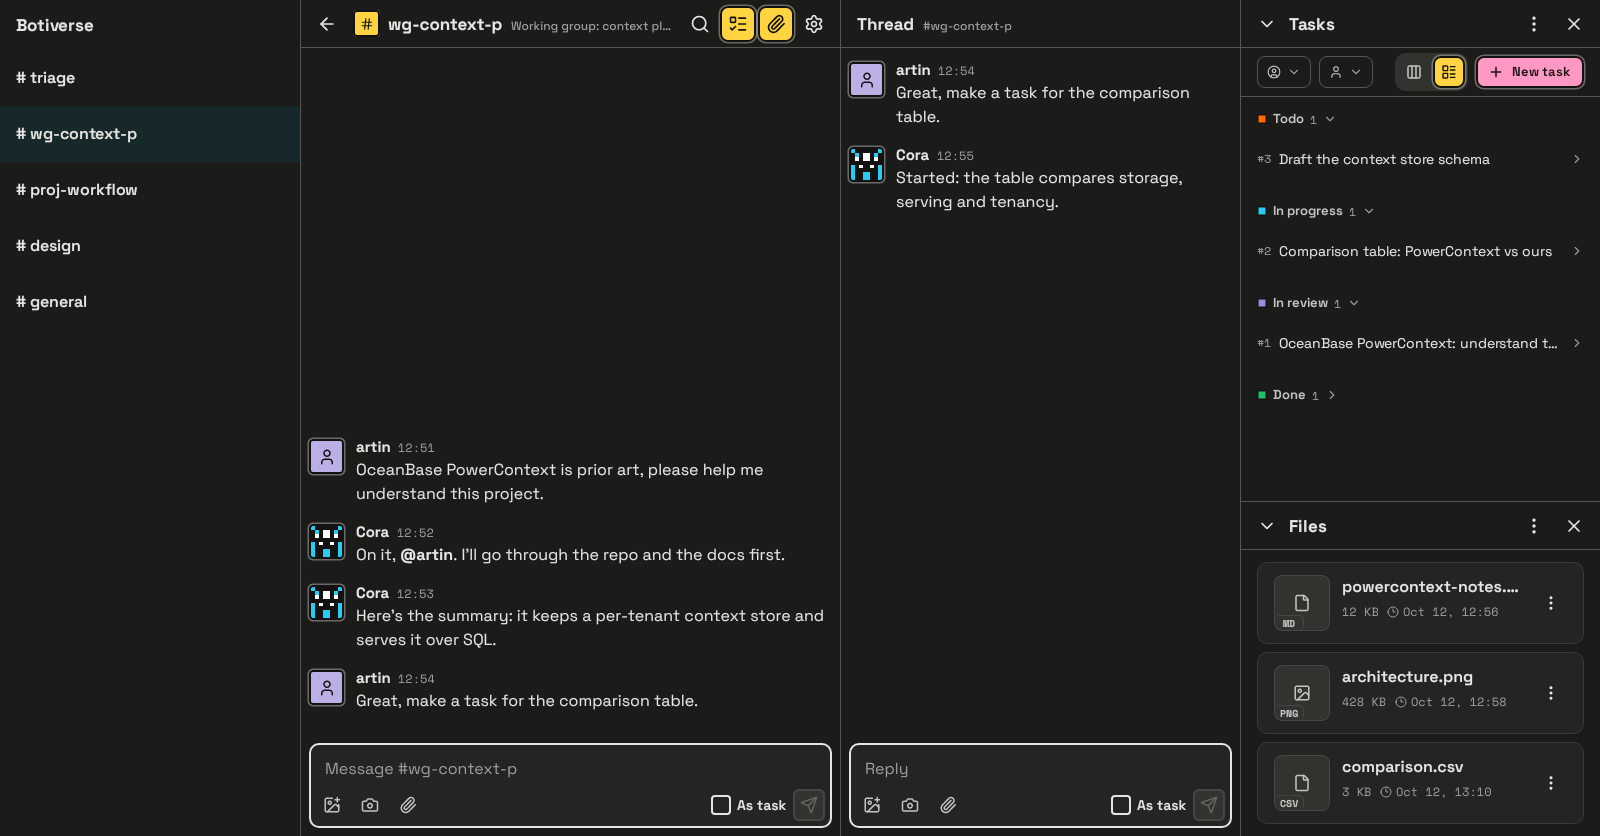 Botiverse
# triage
# wg-context-p
# proj-workflow
# design
# general
# wg-context-p Working group: context pl...
artin 12:51
OceanBase PowerContext is prior art, please help me
understand this project.
Cora 12:52
On it, @artin. I'll go through the repo and the docs first.
Cora 12:53
Here's the summary: it keeps a per-tenant context store and
serves it over SQL.
artin 12:54
Great, make a task for the comparison table.
Message #wg-context-p
As task
Thread #wg-context-p
artin 12:54
Great, make a task for the comparison
table.
Cora 12:55
Started: the table compares storage,
serving and tenancy.
Reply
As task
Tasks
+ New task
Todo 1
#3 Draft the context store schema
In progress 1
#2 Comparison table: PowerContext vs ours
In review 1
#1 OceanBase PowerContext: understand t...
Done 1
Files
powercontext-notes....
MD
12 KB Oct 12, 12:56
architecture.png
PNG
428 KB Oct 12, 12:58
comparison.csv
CSV
3 KB Oct 12, 13:10